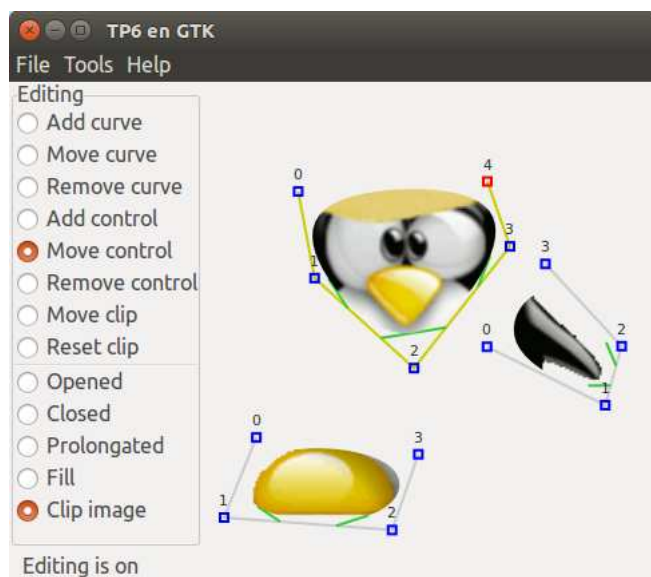 TP6 en GTK
File Tools Help
Editing
Add curve
Move curve
Remove curve
Add control
Move control
Remove control
Move clip
Reset clip
Opened
Closed
Prolongated
Fill
Clip image
Editing is on
0
4
1
3
2
3
0
2
1
0
3
1
2